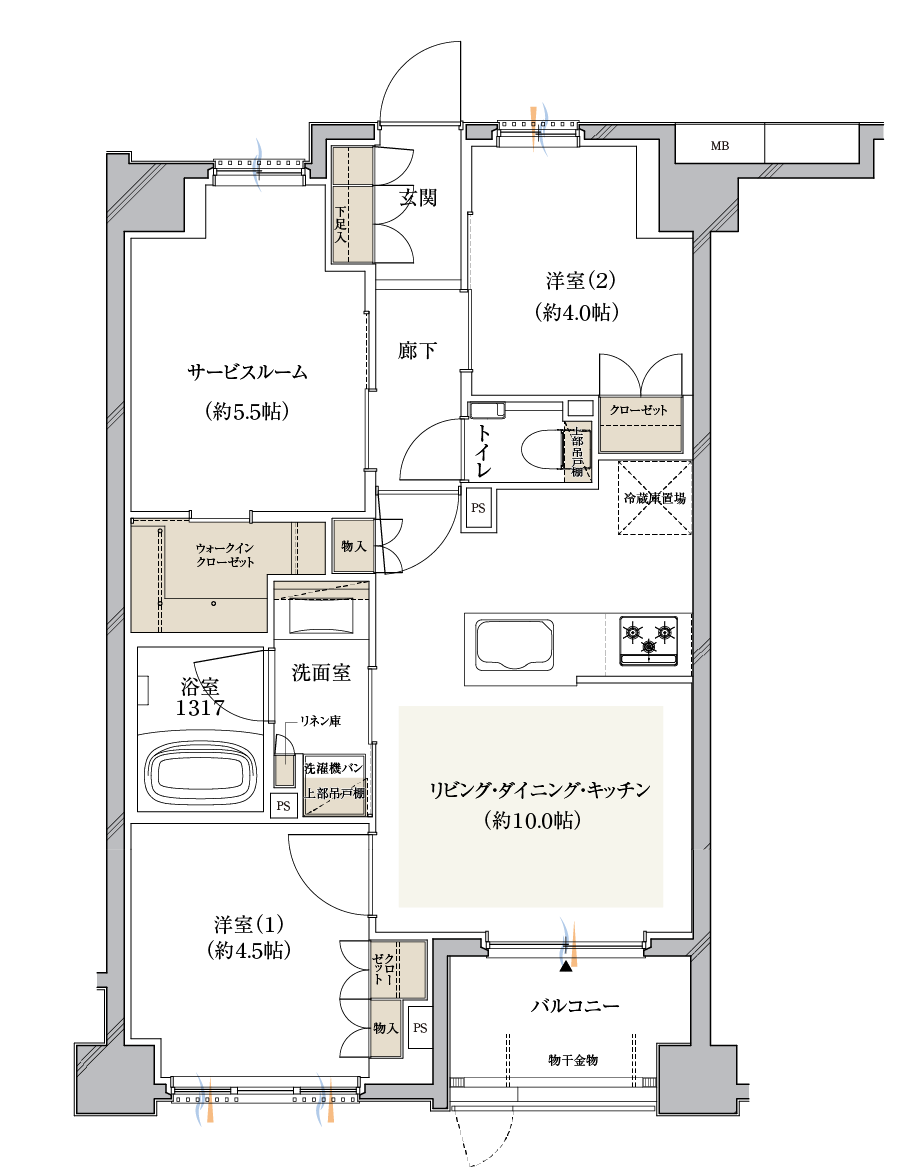 MB
玄関
下足入
洋室(2)
(約4.0帖)
サービスルーム
(約5.5帖)
廊下
クローゼット
トイレ
上部吊戸棚
PS
冷蔵庫置場
物入
ウォークイン
クローゼット
洗面室
浴室
1317
リネン庫
洗濯機パン
上部吊戸棚
PS
リビング・ダイニング・キッチン
(約10.0帖)
洋室(1)
(約4.5帖)
クロー
ゼット
物入
PS
バルコニー
物干金物